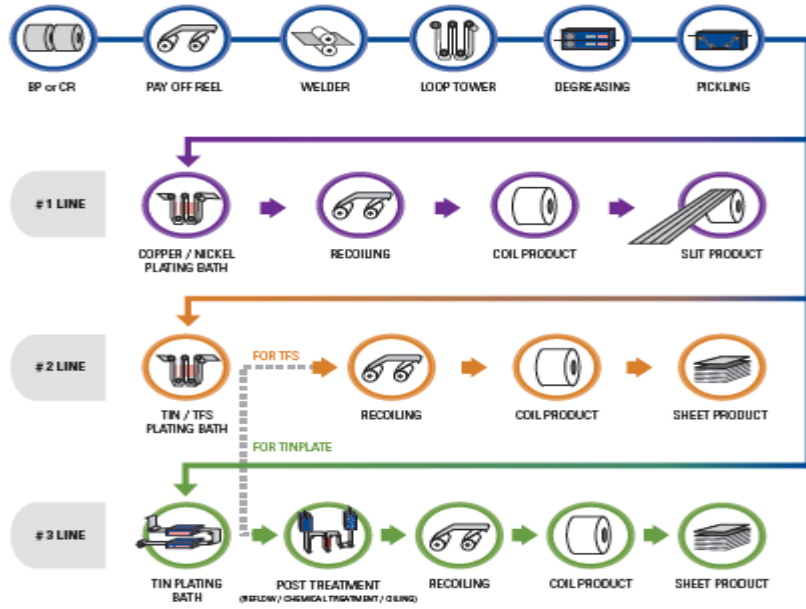 BP or CR
PAY OFF REEL
WELDER
LOOP TOWER
DEGREASING
PICKLING
# 1 LINE
COPPER / NICKEL
PLATING BATH
RECOILING
COIL PRODUCT
SLIT PRODUCT
# 2 LINE
TIN / TFS
PLATING BATH
FOR TFS
RECOILING
COIL PRODUCT
SHEET PRODUCT
FOR TINPLATE
# 3 LINE
TIN PLATING
BATH
POST TREATMENT
(REFLOW / CHEMICAL TREATMENT / OILING)
RECOILING
COIL PRODUCT
SHEET PRODUCT